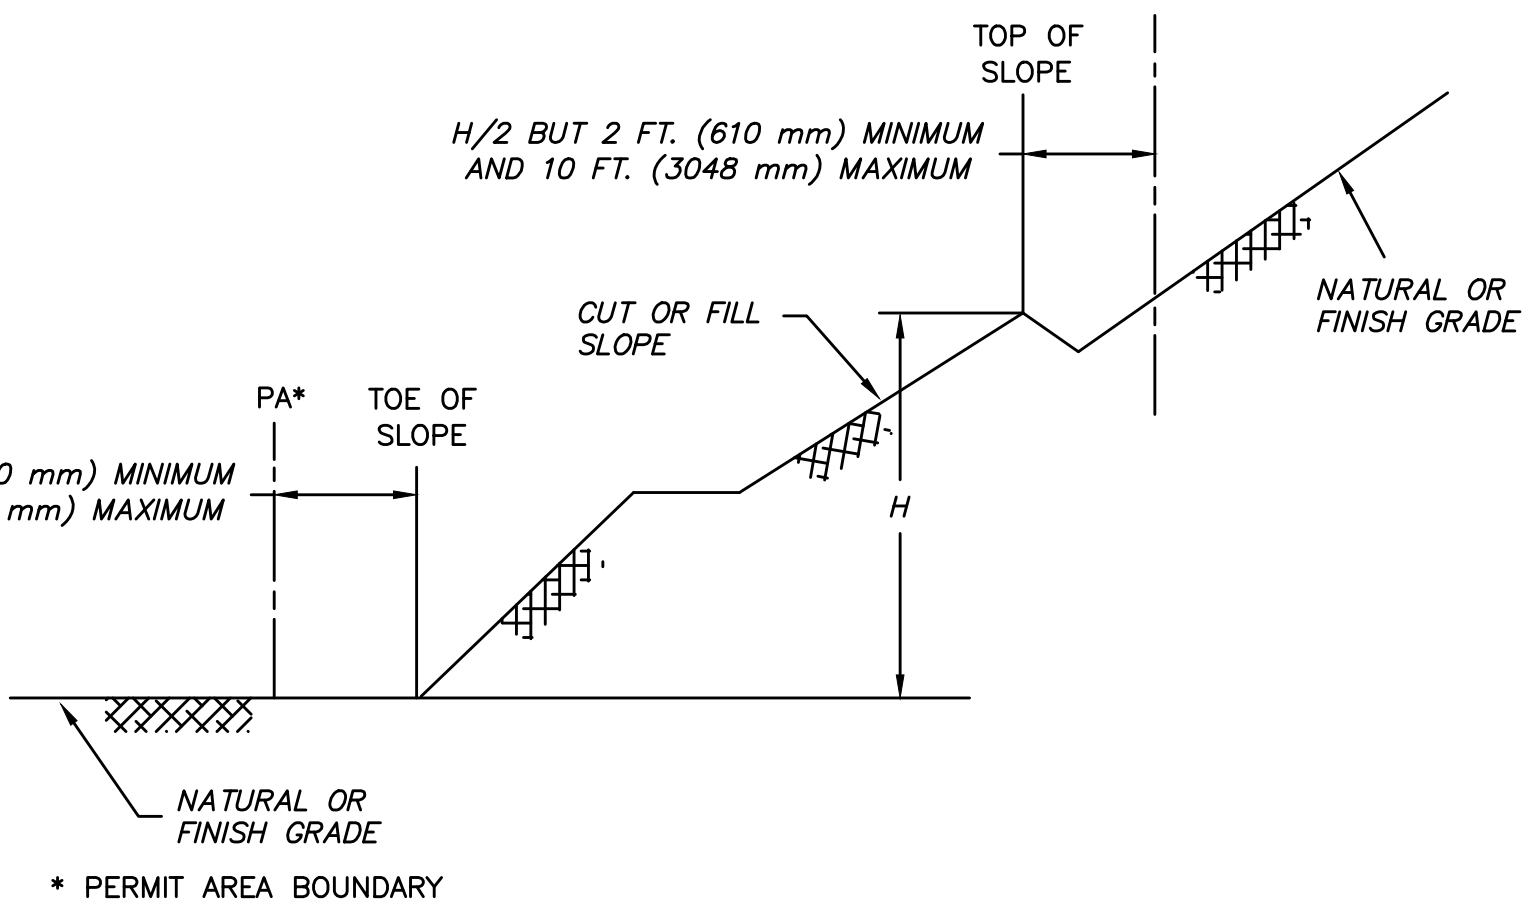 TOP OF
SLOPE
H/2 BUT 2 FT. (610 mm) MINIMUM
AND 10 FT. (3048 mm) MAXIMUM
NATURAL OR
FINISH GRADE
CUT OR FILL
SLOPE
PA*
TOE OF
SLOPE
0 mm) MINIMUM
mm) MAXIMUM
H
NATURAL OR
FINISH GRADE
* PERMIT AREA BOUNDARY